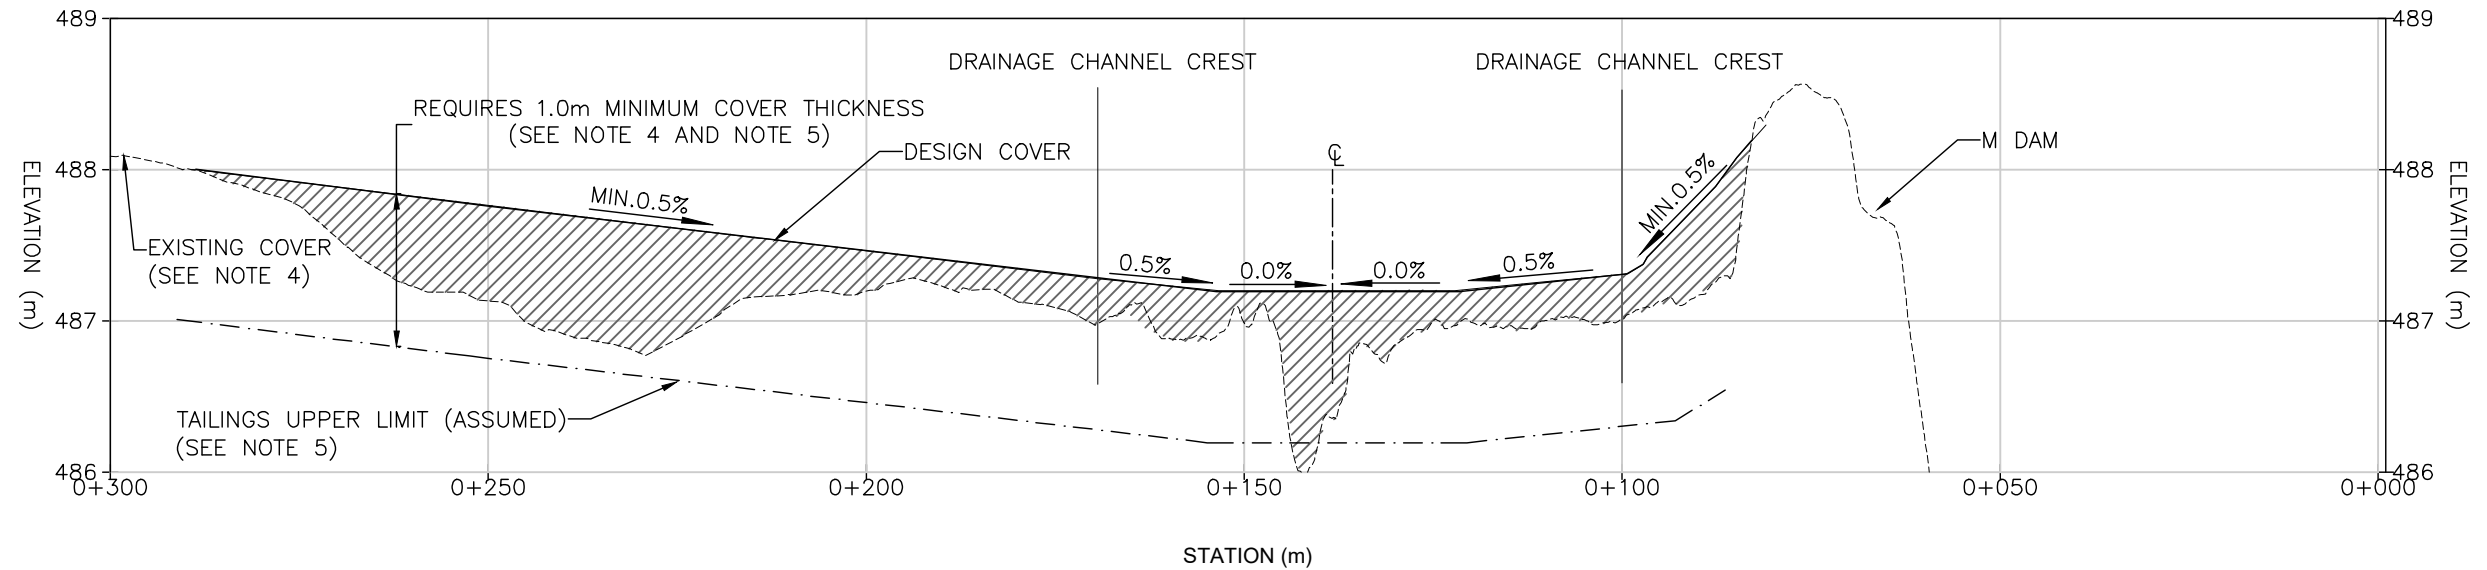 489
489
DRAINAGE CHANNEL CREST
DRAINAGE CHANNEL CREST
REQUIRES 1.0m MINIMUM COVER THICKNESS
(SEE NOTE 4 AND NOTE 5)
M DAM
DESIGN COVER
℄
488
488
ELEVATION (m)
ELEVATION (m)
MIN.0.5%
MIN.0.5%
EXISTING COVER
(SEE NOTE 4)
0.5%
0.0%
0.0%
0.5%
487
487
TAILINGS UPPER LIMIT (ASSUMED)
(SEE NOTE 5)
486
486
0+300
0+250
0+200
0+150
0+100
0+050
0+000
STATION (m)